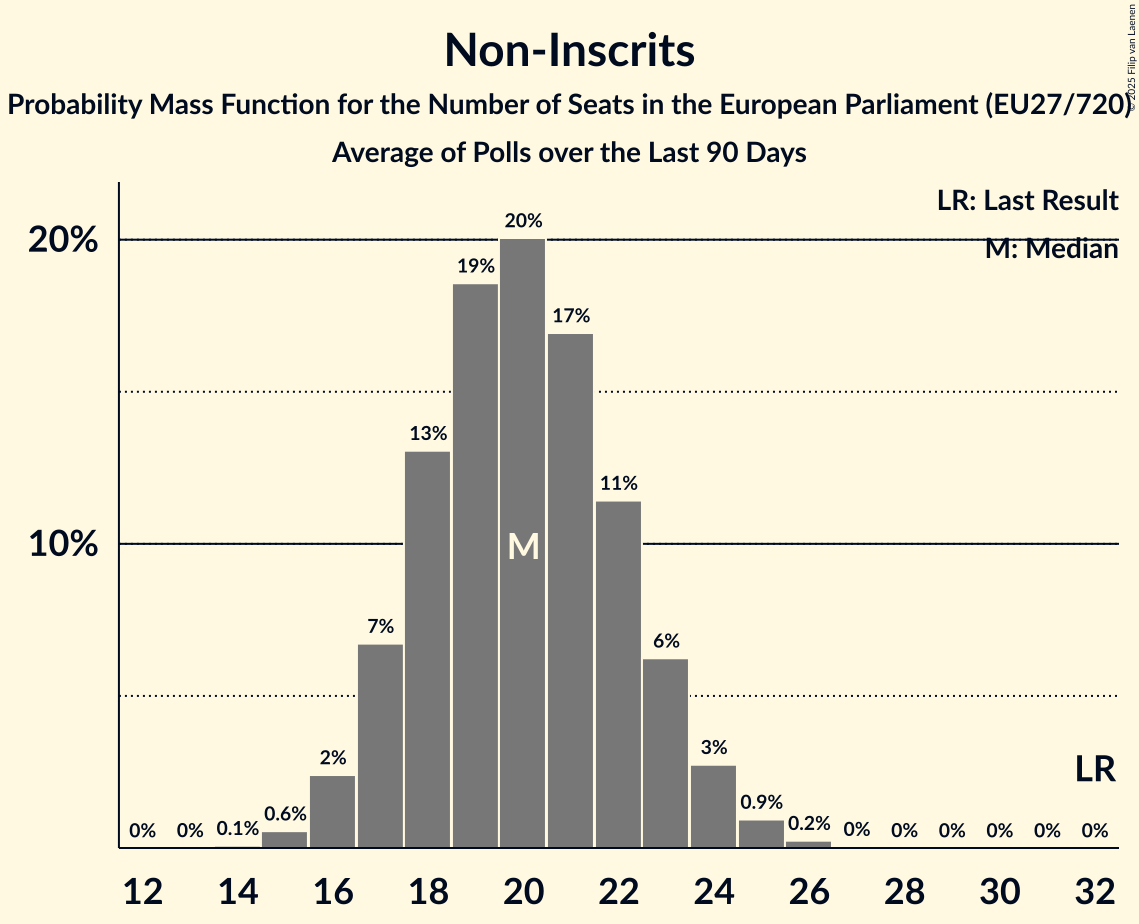 Non-Inscrits
Probability Mass Function for the Number of Seats in the European Parliament (EU27/720)
Average of Polls over the Last 90 Days
© 2025 Filip van Laenen
LR: Last Result
M: Median
20%
10%
0%
0%
0.1%
0.6%
2%
7%
13%
19%
20%
17%
11%
6%
3%
0.9%
0.2%
0%
0%
0%
0%
0%
0%
M
LR
12 14 16 18 20 22 24 26 28 30 32